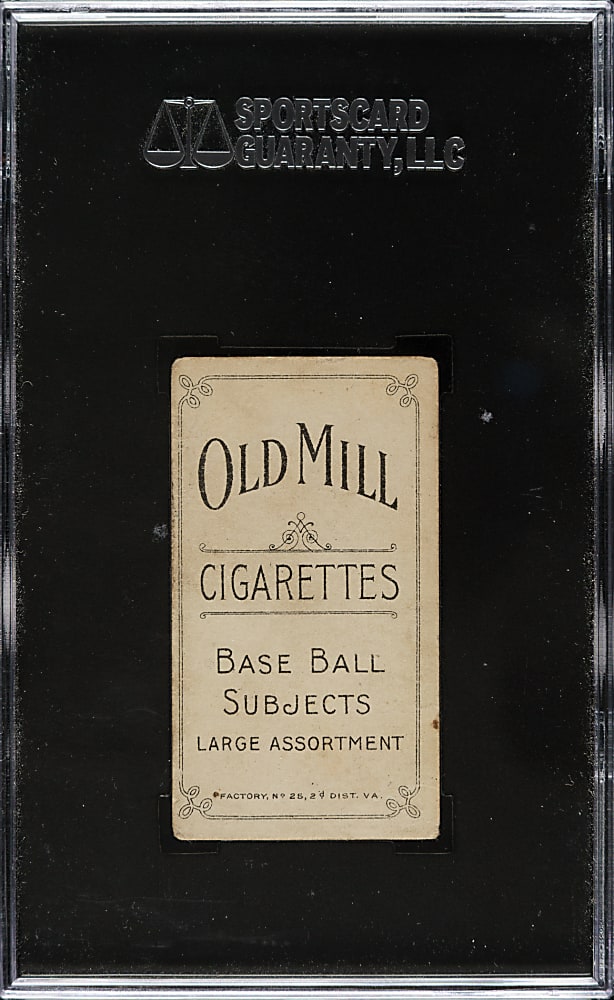 SPORTSCARD
GUARANTY, LLC
OLD MILL
CIGARETTES
BASE BALL
SUBJECTS
LARGE ASSORTMENT
FACTORY, Nº 25, 2d DIST. VA.